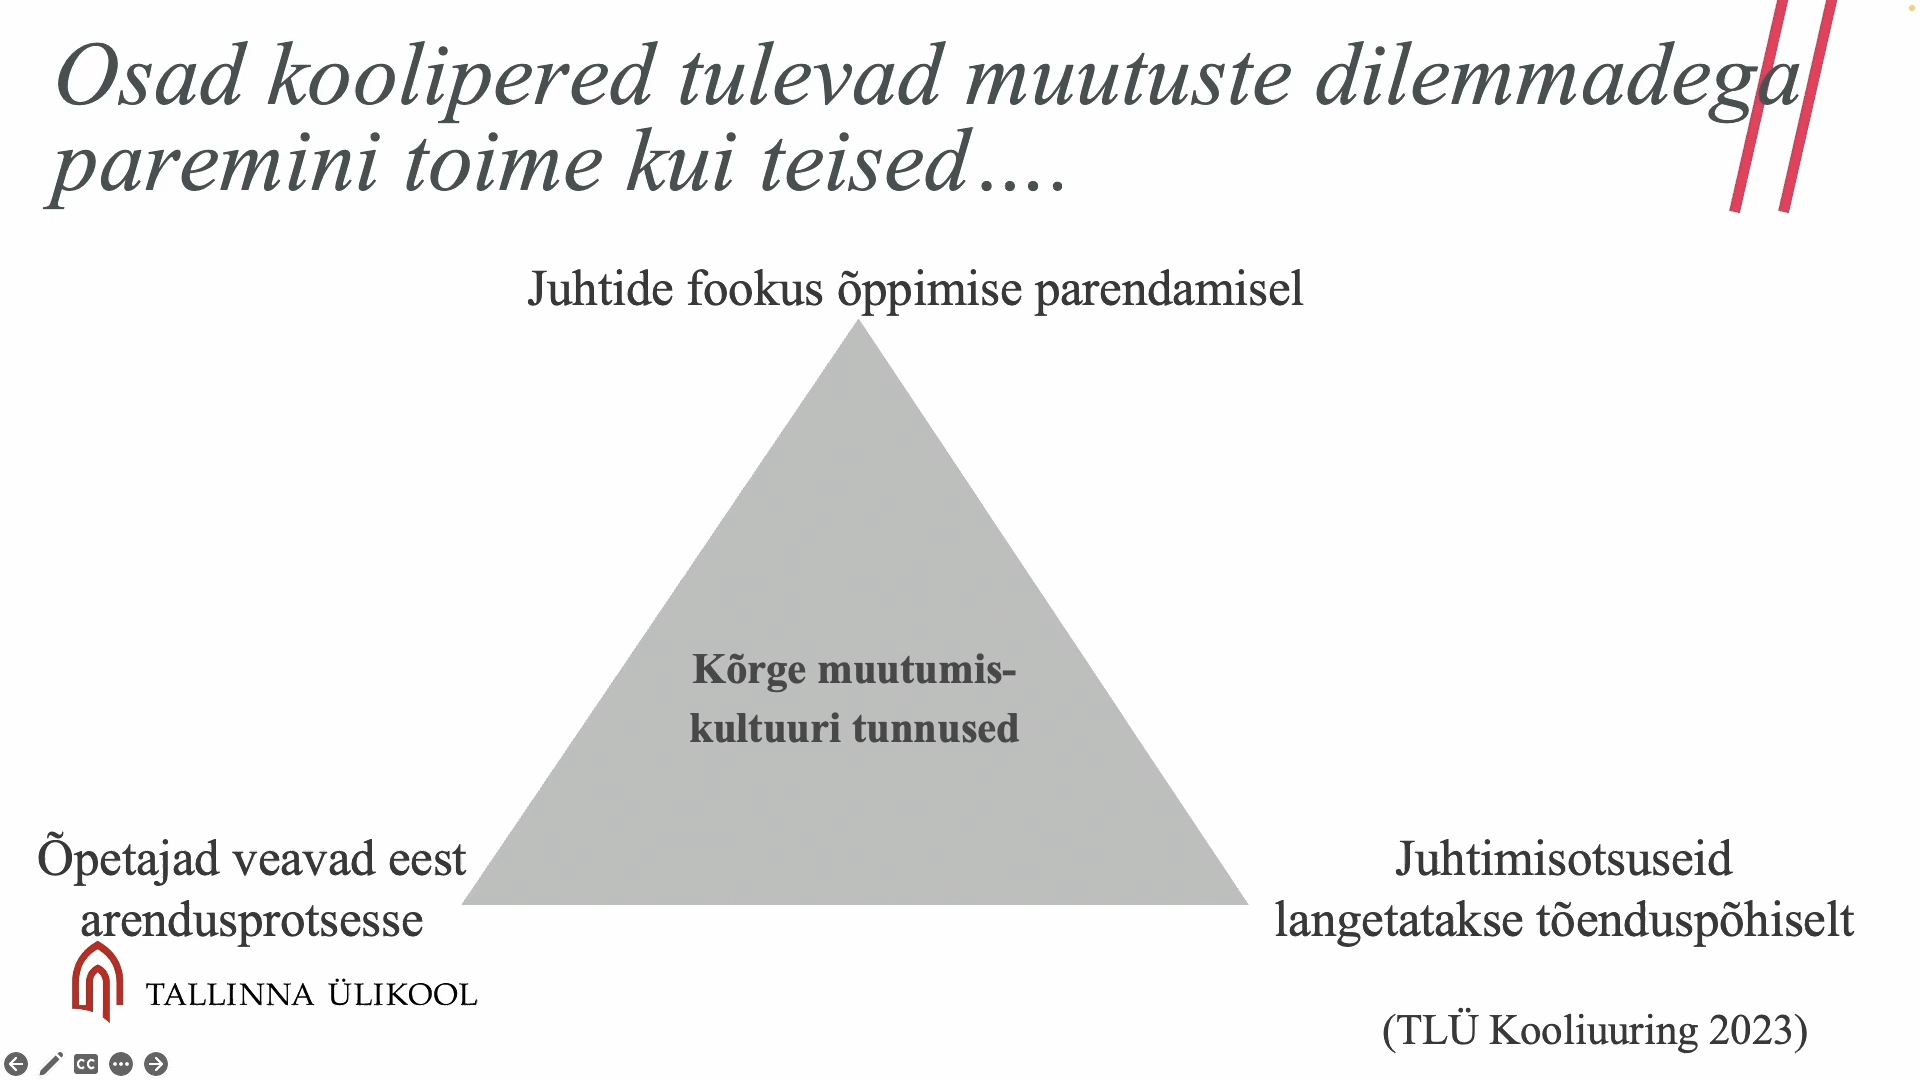 Osad koolipered tulevad muutuste dilemmadega
paremini toime kui teised….
Juhtide fookus õppimise parendamisel
Kõrge muutumis-
kultuuri tunnused
Õpetajad veavad eest
arendusprotsesse
Juhtimisotsuseid
langetatakse tõenduspõhiselt
TALLINNA ÜLIKOOL
(TLÜ Kooliuuring 2023)
CC